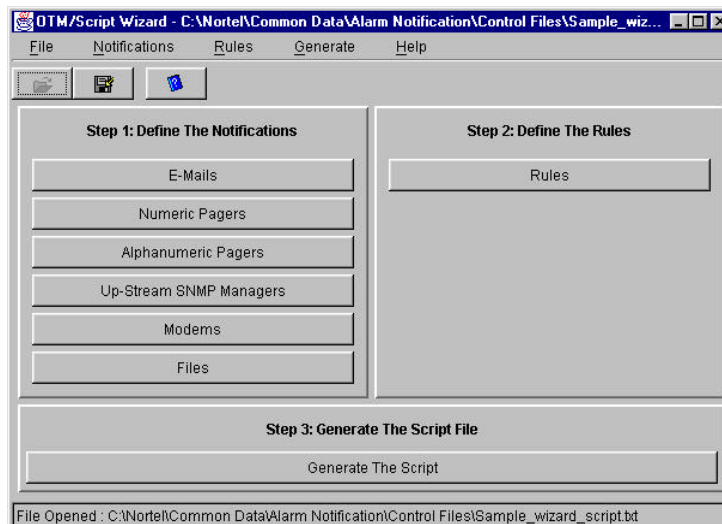 OTM/Script Wizard - C:\Nortel\Common Data\Alarm Notification\Control Files\Sample_wiz...
File Notifications Rules Generate Help
Step 1: Define The Notifications
E-Mails
Numeric Pagers
Alphanumeric Pagers
Up-Stream SNMP Managers
Modems
Files
Step 2: Define The Rules
Rules
Step 3: Generate The Script File
Generate The Script
File Opened : C:\Nortel\Common Data\Alarm Notification\Control Files\Sample_wizard_script.txt